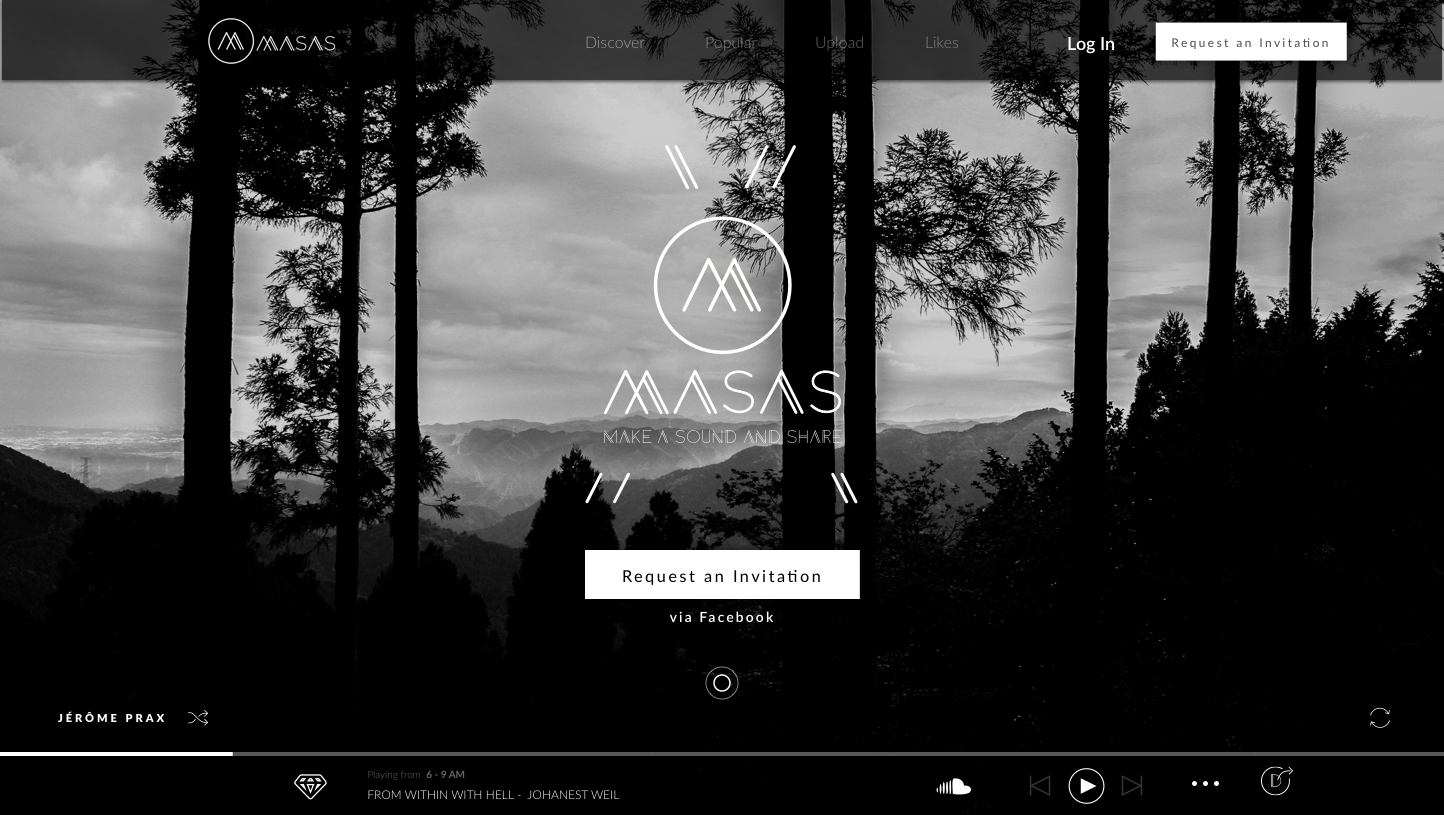 MASAS
Discover
Popular
Upload
Likes
Log In
Request an Invitation
MASAS
MAKE A SOUND AND SHARE
Request an Invitation
via Facebook
JÉRÔME PRAX
Playing from 6 - 9 AM
FROM WITHIN WITH HELL - JOHANEST WEIL